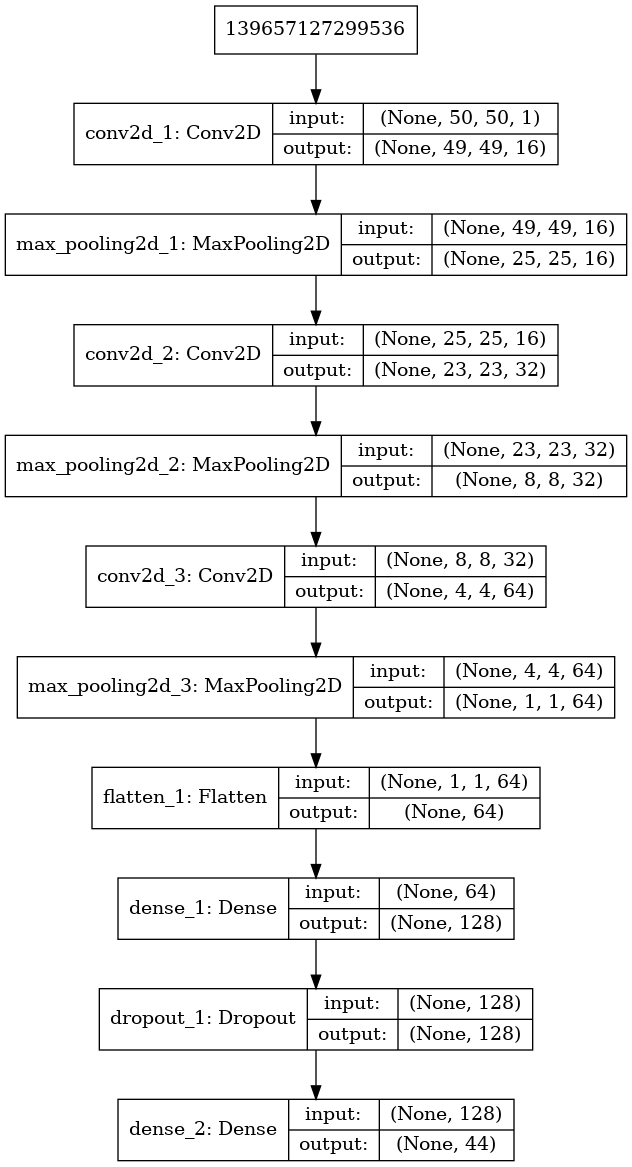 139657127299536
conv2d_1: Conv2D
input: (None, 50, 50, 1)
output: (None, 49, 49, 16)
max_pooling2d_1: MaxPooling2D
input: (None, 49, 49, 16)
output: (None, 25, 25, 16)
conv2d_2: Conv2D
input: (None, 25, 25, 16)
output: (None, 23, 23, 32)
max_pooling2d_2: MaxPooling2D
input: (None, 23, 23, 32)
output: (None, 8, 8, 32)
conv2d_3: Conv2D
input: (None, 8, 8, 32)
output: (None, 4, 4, 64)
max_pooling2d_3: MaxPooling2D
input: (None, 4, 4, 64)
output: (None, 1, 1, 64)
flatten_1: Flatten
input: (None, 1, 1, 64)
output: (None, 64)
dense_1: Dense
input: (None, 64)
output: (None, 128)
dropout_1: Dropout
input: (None, 128)
output: (None, 128)
dense_2: Dense
input: (None, 128)
output: (None, 44)